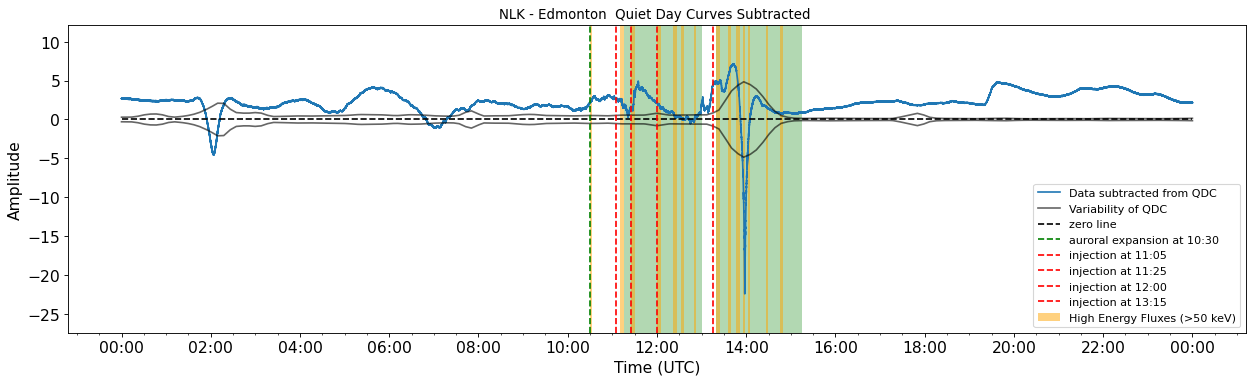 NLK - Edmonton  Quiet Day Curves Subtracted
10
5
0
−5
−10
−15
−20
−25
Amplitude
Data subtracted from QDC
Variability of QDC
zero line
auroral expansion at 10:30
injection at 11:05
injection at 11:25
injection at 12:00
injection at 13:15
High Energy Fluxes (>50 keV)
00:00 02:00 04:00 06:00 08:00 10:00 12:00 14:00 16:00 18:00 20:00 22:00 00:00
Time (UTC)